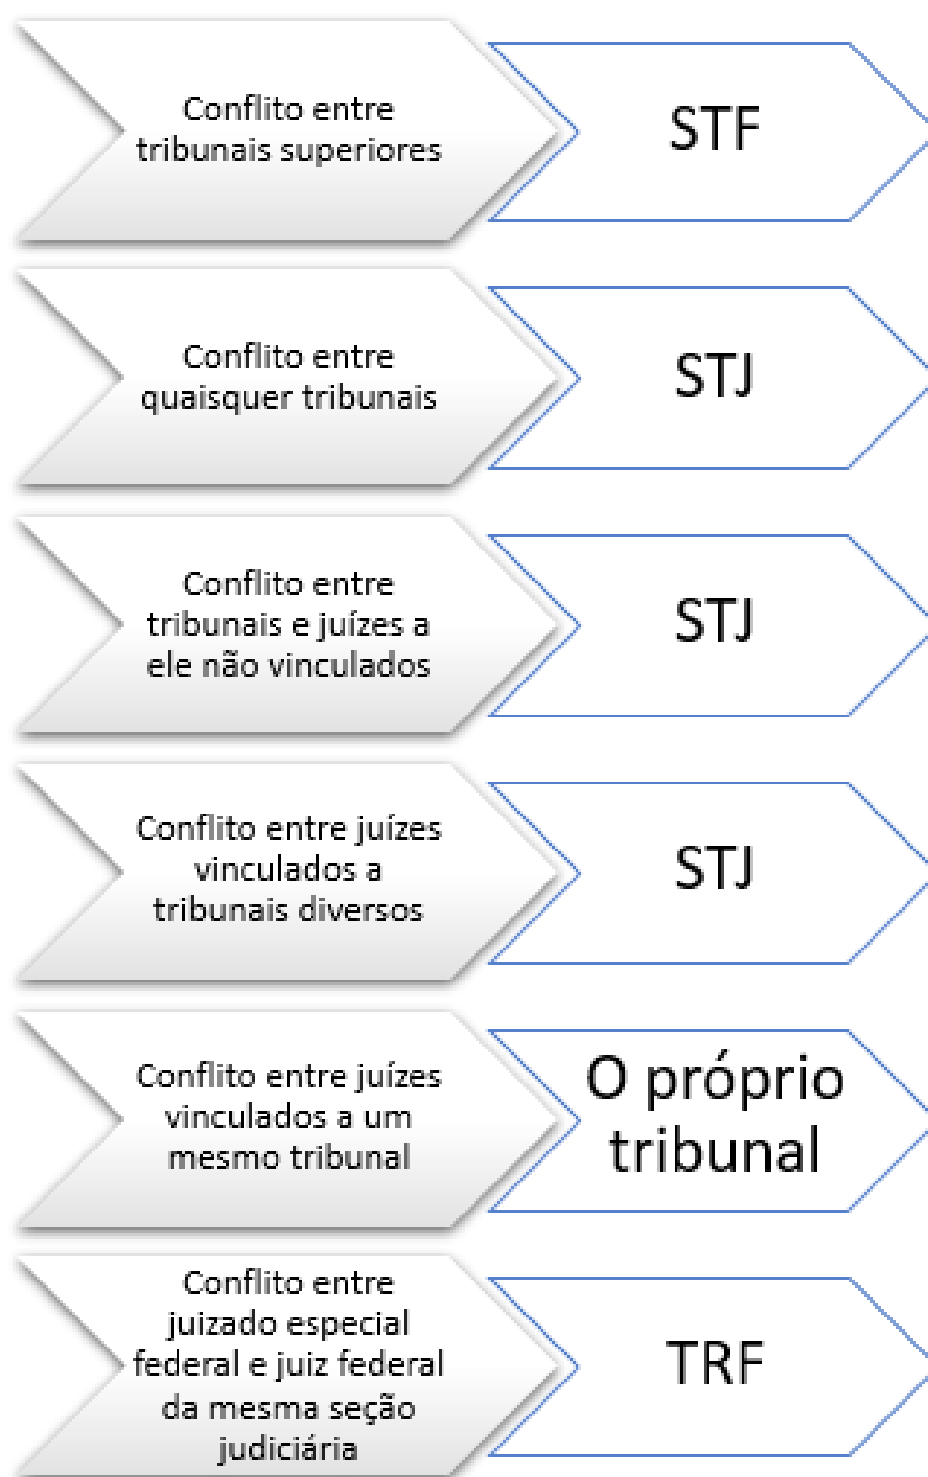 Conflito entre
tribunais superiores
STF
Conflito entre
quaisquer tribunais
STJ
Conflito entre
tribunais e juízes a
ele não vinculados
STJ
Conflito entre juízes
vinculados a
tribunais diversos
STJ
Conflito entre juízes
vinculados a um
mesmo tribunal
O próprio
tribunal
Conflito entre
juizado especial
federal e juiz federal
da mesma seção
judiciária
TRF